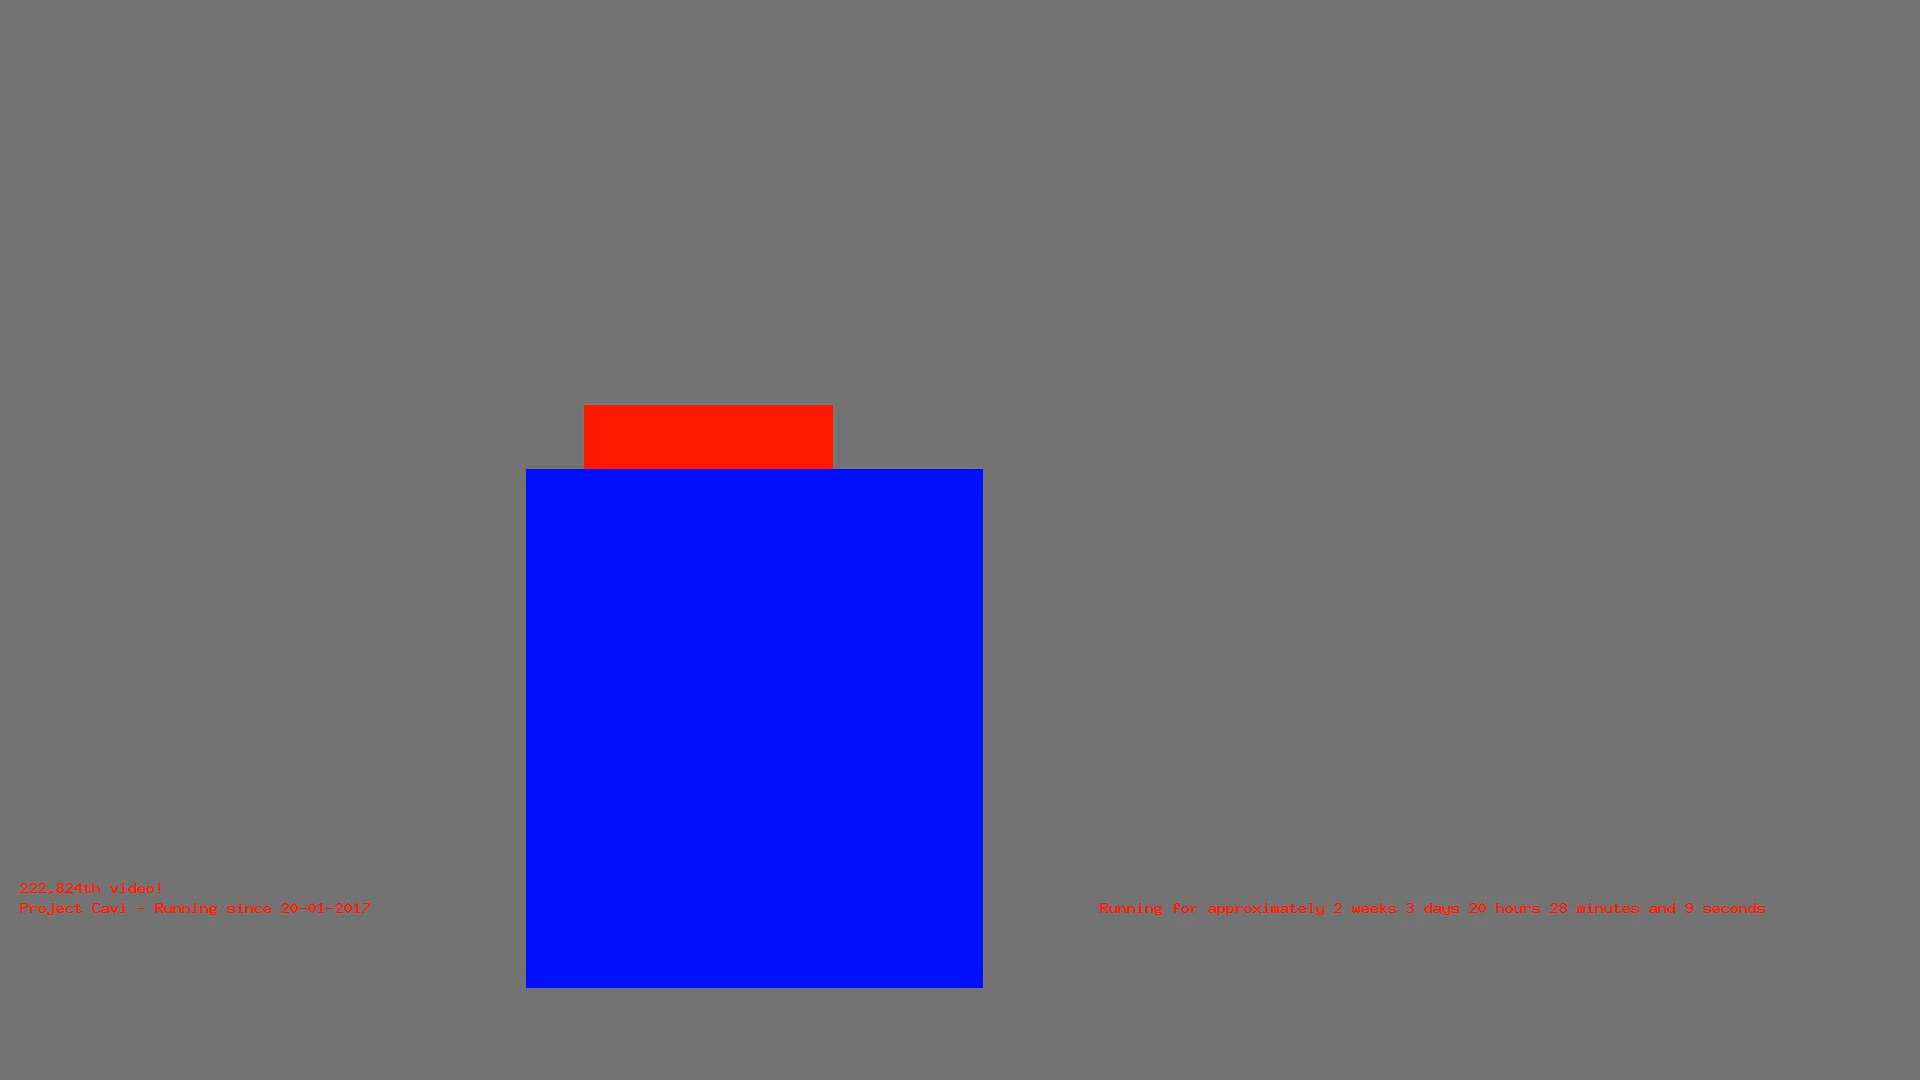 222,824th video!
Project Cavi - Running since 20-01-2017
Running for approximately 2 weeks 3 days 20 hours 28 minutes and 9 seconds